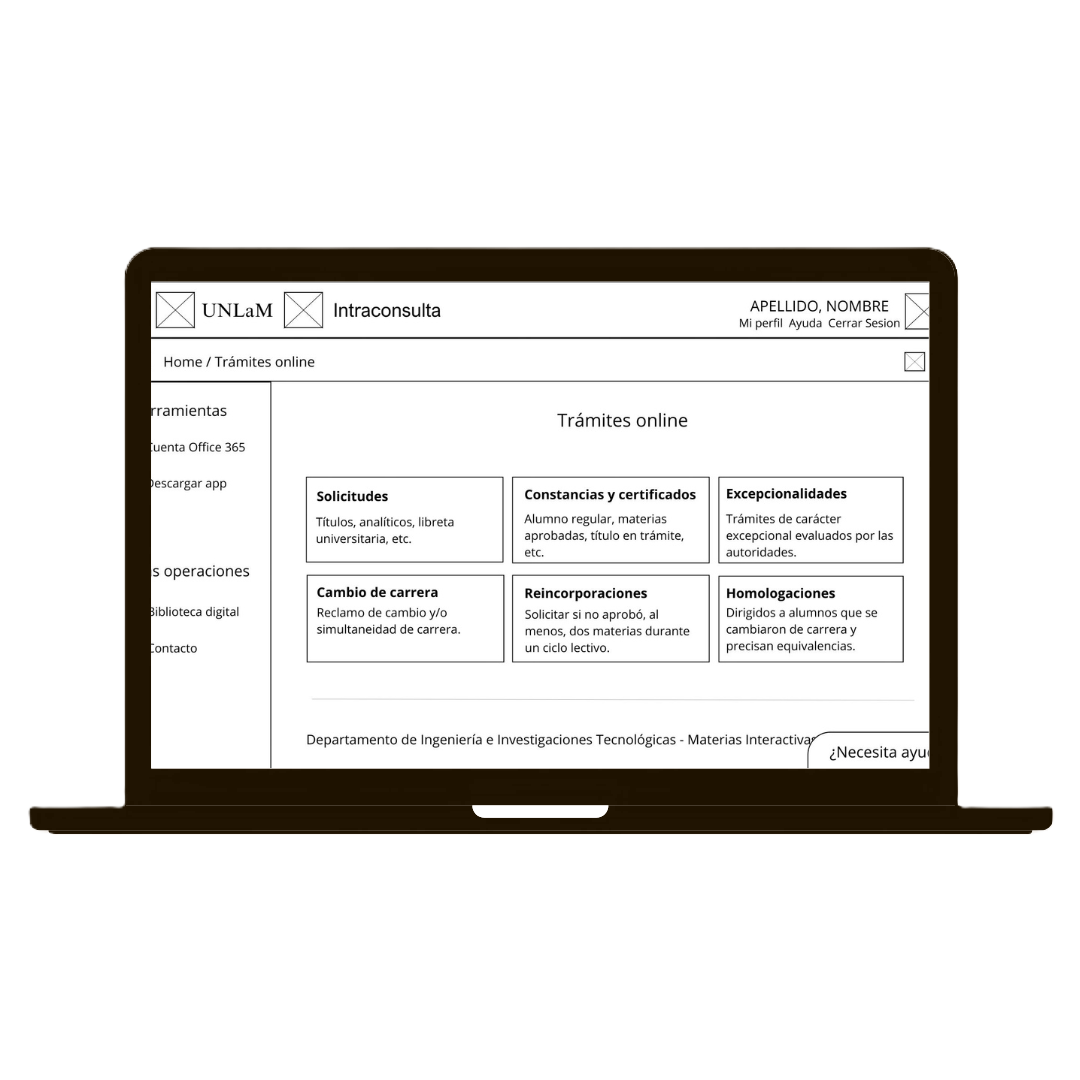 UNLaM Intraconsulta
APELLIDO, NOMBRE
Mi perfil Ayuda Cerrar Sesion
Home / Trámites online
rramientas
Cuenta Office 365
Descargar app
s operaciones
Biblioteca digital
Contacto
Trámites online
Solicitudes
Títulos, analíticos, libreta
universitaria, etc.
Constancias y certificados
Alumno regular, materias
aprobadas, título en trámite,
etc.
Excepcionalidades
Trámites de carácter
excepcional evaluados por las
autoridades.
Cambio de carrera
Reclamo de cambio y/o
simultaneidad de carrera.
Reincorporaciones
Solicitar si no aprobó, al
menos, dos materias durante
un ciclo lectivo.
Homologaciones
Dirigidos a alumnos que se
cambiaron de carrera y
precisan equivalencias.
Departamento de Ingeniería e Investigaciones Tecnológicas - Materias Interactivas
¿Necesita ayu